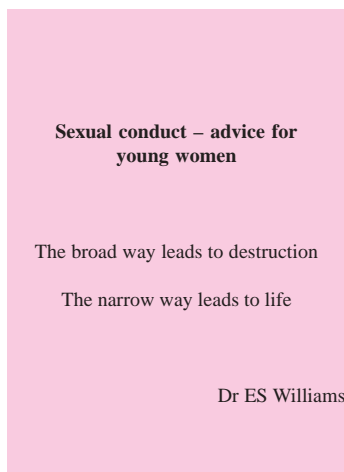 Sexual conduct – advice for
young women
The broad way leads to destruction
The narrow way leads to life
Dr ES Williams